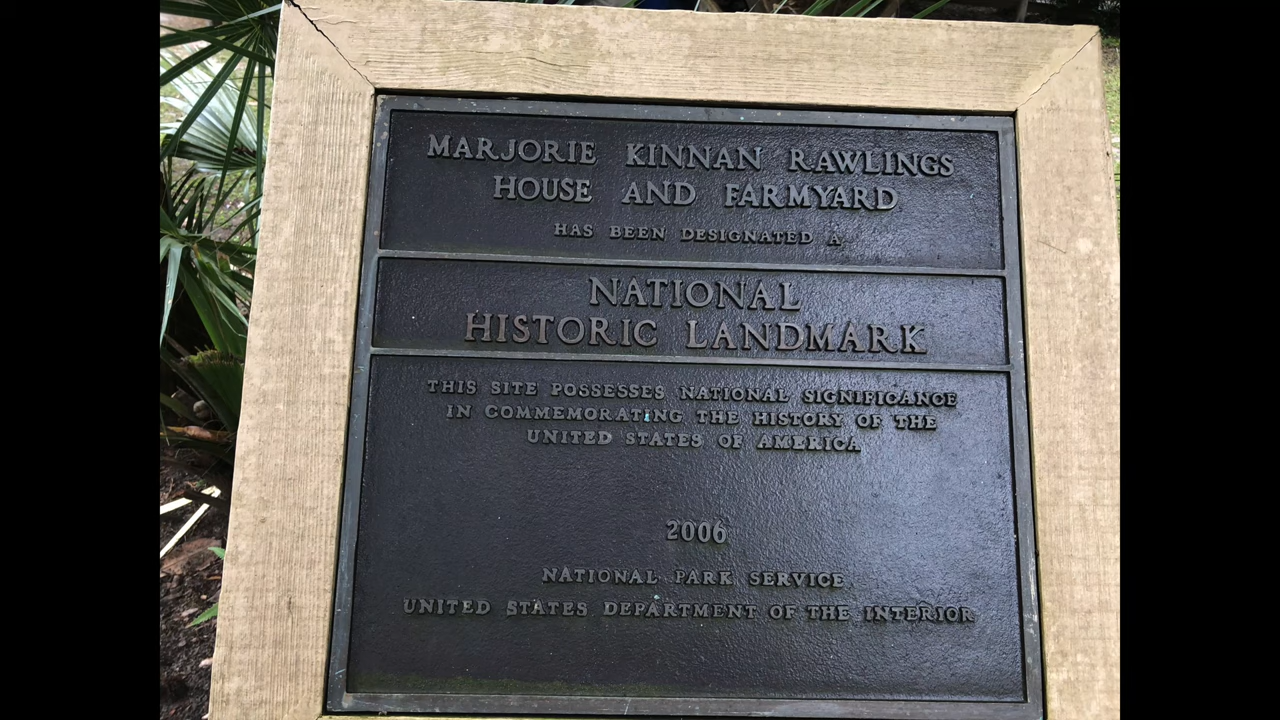 MARJORIE KINNAN RAWLINGS
HOUSE AND FARMYARD
HAS BEEN DESIGNATED A
NATIONAL
HISTORIC LANDMARK
THIS SITE POSSESSES NATIONAL SIGNIFICANCE
IN COMMEMORATING THE HISTORY OF THE
UNITED STATES OF AMERICA
2006
NATIONAL PARK SERVICE
UNITED STATES DEPARTMENT OF THE INTERIOR